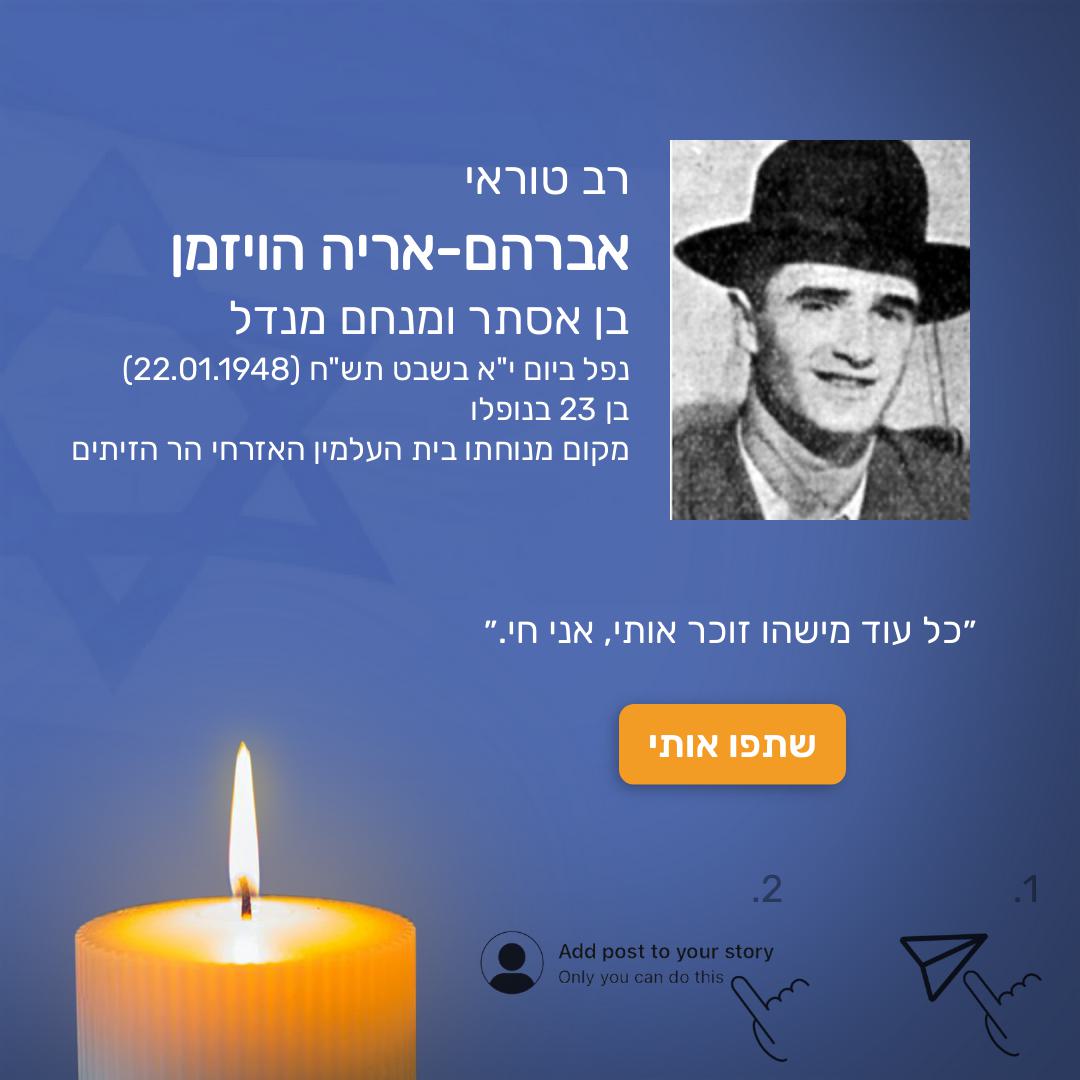 רב טוראי
אברהם-אריה הויזמן
בן אסתר ומנחם מנדל
נפל ביום י"א בשבט תש"ח (22.01.1948)
בן 23 בנופלו
מקום מנוחתו בית העלמין האזרחי הר הזיתים
״כל עוד מישהו זוכר אותי, אני חי.״
שתפו אותי
1.
2.
Add post to your story
Only you can do this